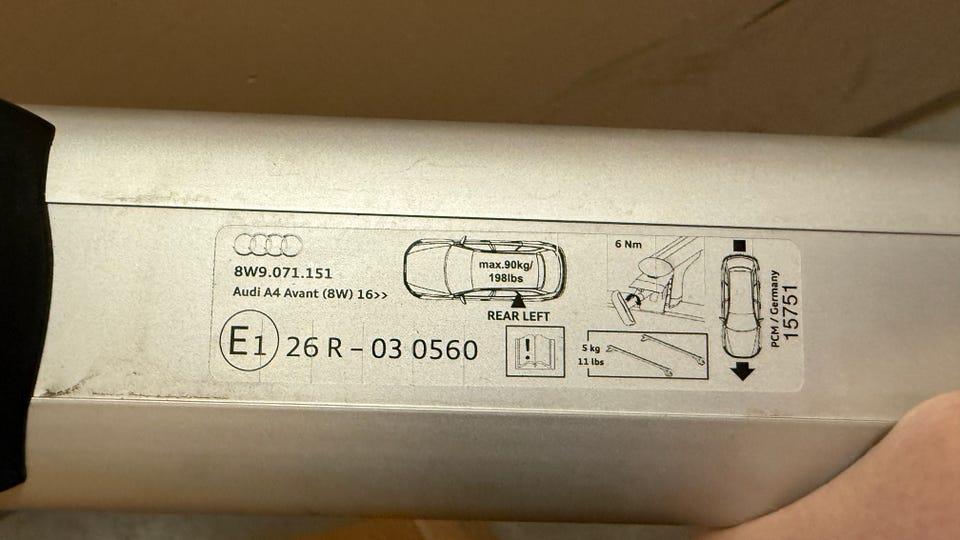 8W9.071.151
Audi A4 Avant (8W) 16>>
max.90kg/
198lbs
REAR LEFT
6 Nm
E1 26 R - 03 0560
!
5 kg
11 lbs
PCM / Germany
15751